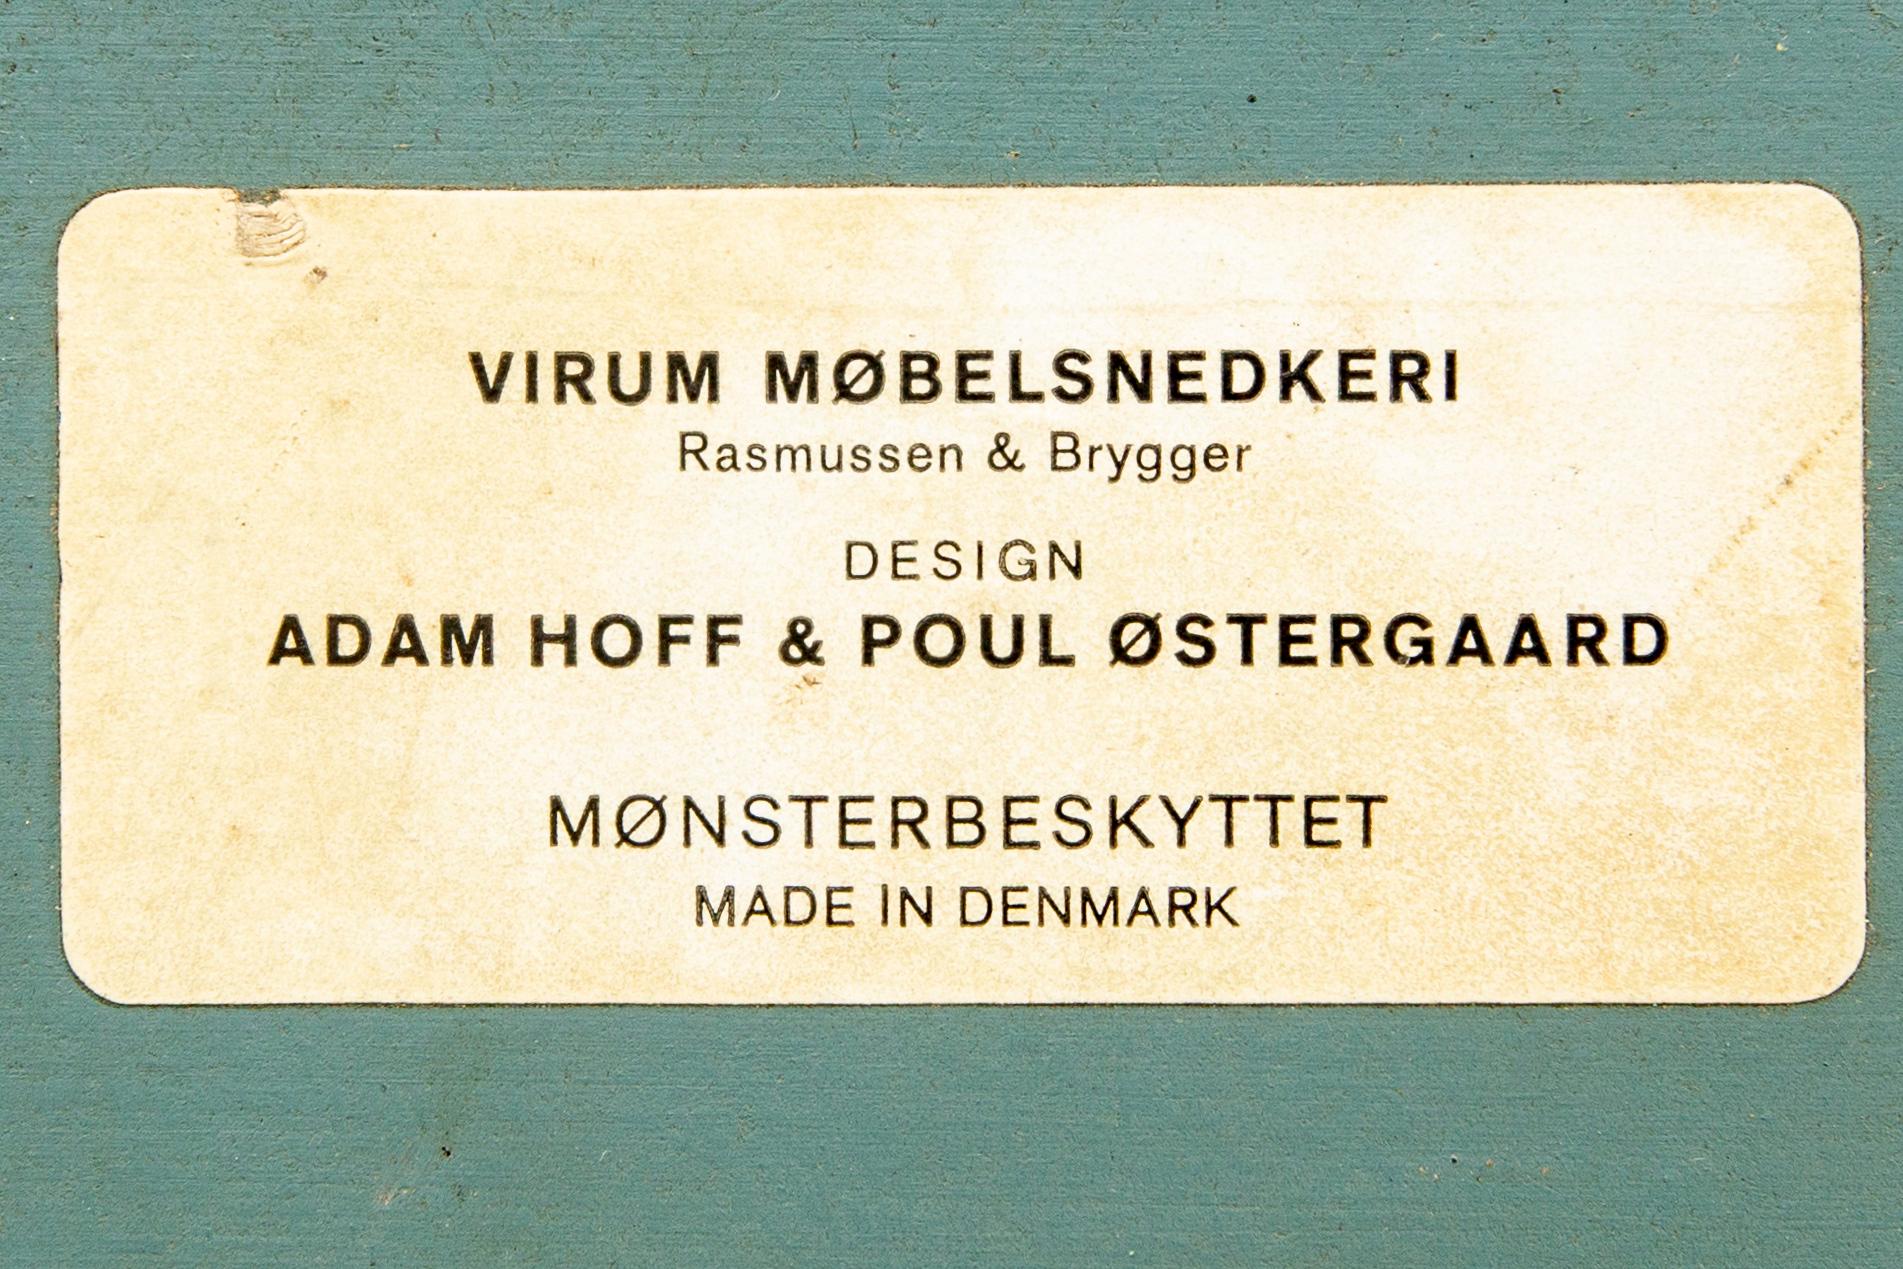 VIRUM MØBELSNEDKERI
Rasmussen & Brygger
DESIGN
ADAM HOFF & POUL ØSTERGAARD
MØNSTERBESKYTTET
MADE IN DENMARK